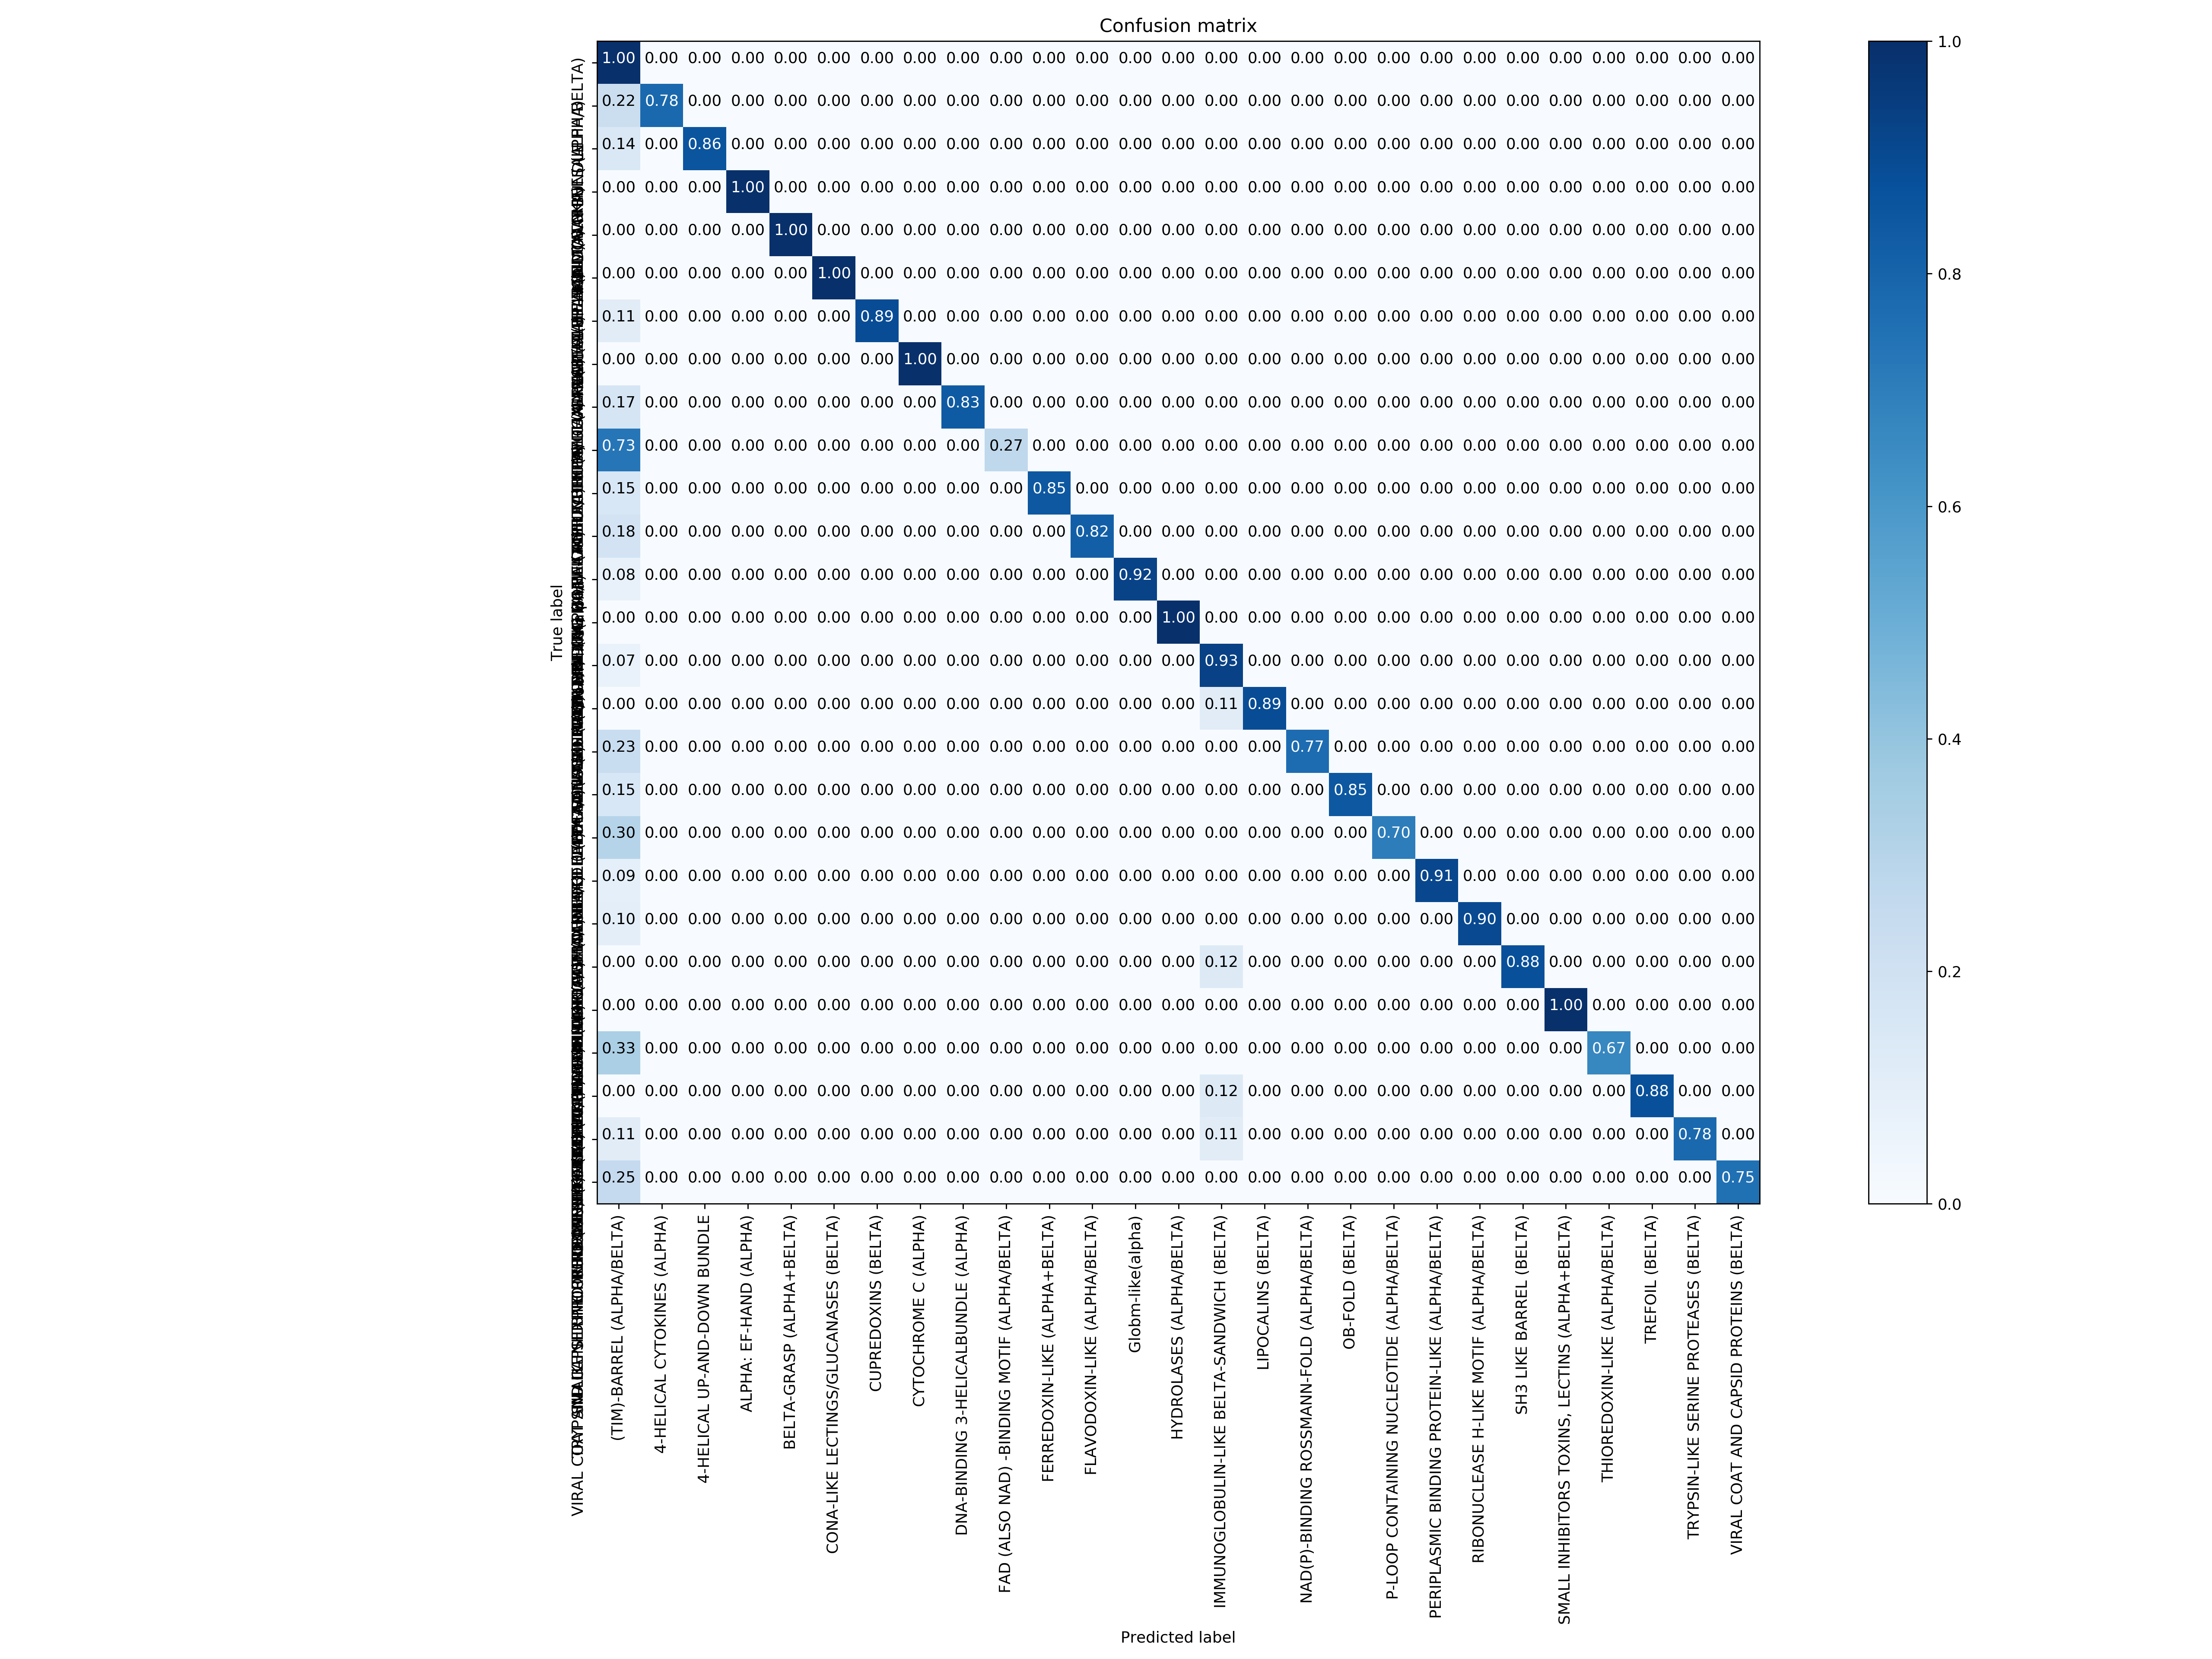 Confusion matrix
1.00 0.00 0.00 0.00 0.00 0.00 0.00 0.00 0.00 0.00 0.00 0.00 0.00 0.00 0.00 0.00 0.00 0.00 0.00 0.00 0.00 0.00 0.00 0.00 0.00 0.00 0.00
0.22 0.78 0.00 0.00 0.00 0.00 0.00 0.00 0.00 0.00 0.00 0.00 0.00 0.00 0.00 0.00 0.00 0.00 0.00 0.00 0.00 0.00 0.00 0.00 0.00 0.00 0.00
0.14 0.00 0.86 0.00 0.00 0.00 0.00 0.00 0.00 0.00 0.00 0.00 0.00 0.00 0.00 0.00 0.00 0.00 0.00 0.00 0.00 0.00 0.00 0.00 0.00 0.00 0.00
0.00 0.00 0.00 1.00 0.00 0.00 0.00 0.00 0.00 0.00 0.00 0.00 0.00 0.00 0.00 0.00 0.00 0.00 0.00 0.00 0.00 0.00 0.00 0.00 0.00 0.00 0.00
0.00 0.00 0.00 0.00 1.00 0.00 0.00 0.00 0.00 0.00 0.00 0.00 0.00 0.00 0.00 0.00 0.00 0.00 0.00 0.00 0.00 0.00 0.00 0.00 0.00 0.00 0.00
0.00 0.00 0.00 0.00 0.00 1.00 0.00 0.00 0.00 0.00 0.00 0.00 0.00 0.00 0.00 0.00 0.00 0.00 0.00 0.00 0.00 0.00 0.00 0.00 0.00 0.00 0.00
0.11 0.00 0.00 0.00 0.00 0.00 0.89 0.00 0.00 0.00 0.00 0.00 0.00 0.00 0.00 0.00 0.00 0.00 0.00 0.00 0.00 0.00 0.00 0.00 0.00 0.00 0.00
0.00 0.00 0.00 0.00 0.00 0.00 0.00 1.00 0.00 0.00 0.00 0.00 0.00 0.00 0.00 0.00 0.00 0.00 0.00 0.00 0.00 0.00 0.00 0.00 0.00 0.00 0.00
0.17 0.00 0.00 0.00 0.00 0.00 0.00 0.00 0.83 0.00 0.00 0.00 0.00 0.00 0.00 0.00 0.00 0.00 0.00 0.00 0.00 0.00 0.00 0.00 0.00 0.00 0.00
0.73 0.00 0.00 0.00 0.00 0.00 0.00 0.00 0.00 0.27 0.00 0.00 0.00 0.00 0.00 0.00 0.00 0.00 0.00 0.00 0.00 0.00 0.00 0.00 0.00 0.00 0.00
0.15 0.00 0.00 0.00 0.00 0.00 0.00 0.00 0.00 0.00 0.85 0.00 0.00 0.00 0.00 0.00 0.00 0.00 0.00 0.00 0.00 0.00 0.00 0.00 0.00 0.00 0.00
0.18 0.00 0.00 0.00 0.00 0.00 0.00 0.00 0.00 0.00 0.00 0.82 0.00 0.00 0.00 0.00 0.00 0.00 0.00 0.00 0.00 0.00 0.00 0.00 0.00 0.00 0.00
0.08 0.00 0.00 0.00 0.00 0.00 0.00 0.00 0.00 0.00 0.00 0.00 0.92 0.00 0.00 0.00 0.00 0.00 0.00 0.00 0.00 0.00 0.00 0.00 0.00 0.00 0.00
0.00 0.00 0.00 0.00 0.00 0.00 0.00 0.00 0.00 0.00 0.00 0.00 0.00 1.00 0.00 0.00 0.00 0.00 0.00 0.00 0.00 0.00 0.00 0.00 0.00 0.00 0.00
0.07 0.00 0.00 0.00 0.00 0.00 0.00 0.00 0.00 0.00 0.00 0.00 0.00 0.00 0.93 0.00 0.00 0.00 0.00 0.00 0.00 0.00 0.00 0.00 0.00 0.00 0.00
0.00 0.00 0.00 0.00 0.00 0.00 0.00 0.00 0.00 0.00 0.00 0.00 0.00 0.00 0.11 0.89 0.00 0.00 0.00 0.00 0.00 0.00 0.00 0.00 0.00 0.00 0.00
0.23 0.00 0.00 0.00 0.00 0.00 0.00 0.00 0.00 0.00 0.00 0.00 0.00 0.00 0.00 0.00 0.77 0.00 0.00 0.00 0.00 0.00 0.00 0.00 0.00 0.00 0.00
0.15 0.00 0.00 0.00 0.00 0.00 0.00 0.00 0.00 0.00 0.00 0.00 0.00 0.00 0.00 0.00 0.00 0.85 0.00 0.00 0.00 0.00 0.00 0.00 0.00 0.00 0.00
0.30 0.00 0.00 0.00 0.00 0.00 0.00 0.00 0.00 0.00 0.00 0.00 0.00 0.00 0.00 0.00 0.00 0.00 0.70 0.00 0.00 0.00 0.00 0.00 0.00 0.00 0.00
0.09 0.00 0.00 0.00 0.00 0.00 0.00 0.00 0.00 0.00 0.00 0.00 0.00 0.00 0.00 0.00 0.00 0.00 0.00 0.91 0.00 0.00 0.00 0.00 0.00 0.00 0.00
0.10 0.00 0.00 0.00 0.00 0.00 0.00 0.00 0.00 0.00 0.00 0.00 0.00 0.00 0.00 0.00 0.00 0.00 0.00 0.00 0.90 0.00 0.00 0.00 0.00 0.00 0.00
0.00 0.00 0.00 0.00 0.00 0.00 0.00 0.00 0.00 0.00 0.00 0.00 0.00 0.00 0.12 0.00 0.00 0.00 0.00 0.00 0.00 0.88 0.00 0.00 0.00 0.00 0.00
0.00 0.00 0.00 0.00 0.00 0.00 0.00 0.00 0.00 0.00 0.00 0.00 0.00 0.00 0.00 0.00 0.00 0.00 0.00 0.00 0.00 0.00 1.00 0.00 0.00 0.00 0.00
0.33 0.00 0.00 0.00 0.00 0.00 0.00 0.00 0.00 0.00 0.00 0.00 0.00 0.00 0.00 0.00 0.00 0.00 0.00 0.00 0.00 0.00 0.00 0.67 0.00 0.00 0.00
0.00 0.00 0.00 0.00 0.00 0.00 0.00 0.00 0.00 0.00 0.00 0.00 0.00 0.00 0.12 0.00 0.00 0.00 0.00 0.00 0.00 0.00 0.00 0.00 0.88 0.00 0.00
0.11 0.00 0.00 0.00 0.00 0.00 0.00 0.00 0.00 0.00 0.00 0.00 0.00 0.00 0.11 0.00 0.00 0.00 0.00 0.00 0.00 0.00 0.00 0.00 0.00 0.78 0.00
0.25 0.00 0.00 0.00 0.00 0.00 0.00 0.00 0.00 0.00 0.00 0.00 0.00 0.00 0.00 0.00 0.00 0.00 0.00 0.00 0.00 0.00 0.00 0.00 0.00 0.00 0.75
True label
(TIM)-BARREL (ALPHA/BELTA)
4-HELICAL CYTOKINES (ALPHA)
4-HELICAL UP-AND-DOWN BUNDLE
ALPHA: EF-HAND (ALPHA)
BELTA-GRASP (ALPHA+BELTA)
CONA-LIKE LECTINGS/GLUCANASES (BELTA)
CUPREDOXINS (BELTA)
CYTOCHROME C (ALPHA)
DNA-BINDING 3-HELICALBUNDLE (ALPHA)
FAD (ALSO NAD) -BINDING MOTIF (ALPHA/BELTA)
FERREDOXIN-LIKE (ALPHA+BELTA)
FLAVODOXIN-LIKE (ALPHA/BELTA)
Globm-like(alpha)
HYDROLASES (ALPHA/BELTA)
IMMUNOGLOBULIN-LIKE BELTA-SANDWICH (BELTA)
LIPOCALINS (BELTA)
NAD(P)-BINDING ROSSMANN-FOLD (ALPHA/BELTA)
OB-FOLD (BELTA)
P-LOOP CONTAINING NUCLEOTIDE (ALPHA/BELTA)
PERIPLASMIC BINDING PROTEIN-LIKE (ALPHA/BELTA)
RIBONUCLEASE H-LIKE MOTIF (ALPHA/BELTA)
SH3 LIKE BARREL (BELTA)
SMALL INHIBITORS TOXINS, LECTINS (ALPHA+BELTA)
THIOREDOXIN-LIKE (ALPHA/BELTA)
TREFOIL (BELTA)
TRYPSIN-LIKE SERINE PROTEASES (BELTA)
VIRAL COAT AND CAPSID PROTEINS (BELTA)
Predicted label
1.0
0.8
0.6
0.4
0.2
0.0